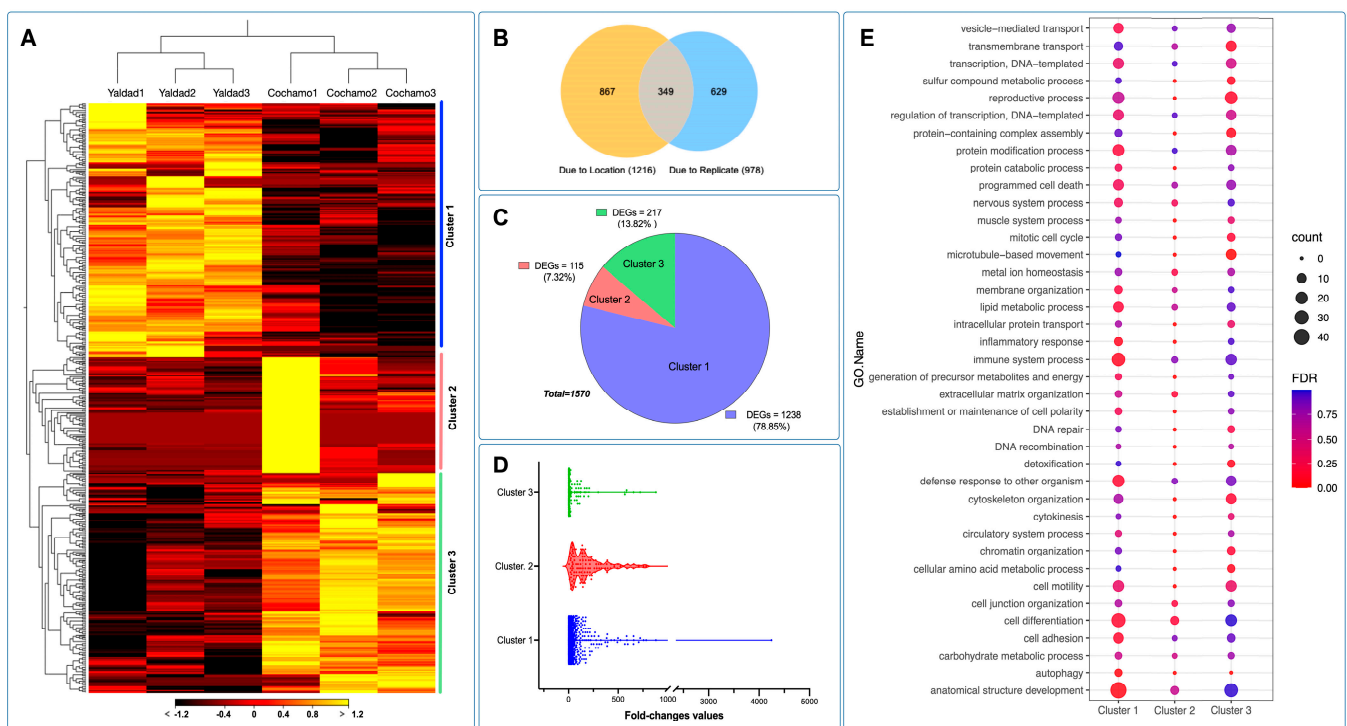 A
Yaldad1 Yaldad2 Yaldad3 Cochamo1 Cochamo2 Cochamo3
Cluster 1
Cluster 2
Cluster 3
< -1.2 -0.4 0 0.4 0.8 > 1.2
B
867 349 629
Due to Location (1216) Due to Replicate (978)
C
DEGs = 217
(13.82% )
DEGs = 115
(7.32%)
Cluster 3
Cluster 2
Cluster 1
Total=1570
DEGs = 1238
(78.85%)
D
Cluster 3
Cluster. 2
Cluster 1
0 500 1000 3000 4000 6000
Fold-changes values
E
GO.Name
vesicle−mediated transport
transmembrane transport
transcription, DNA−templated
sulfur compound metabolic process
reproductive process
regulation of transcription, DNA−templated
protein−containing complex assembly
protein modification process
protein catabolic process
programmed cell death
nervous system process
muscle system process
mitotic cell cycle
microtubule−based movement
metal ion homeostasis
membrane organization
lipid metabolic process
intracellular protein transport
inflammatory response
immune system process
generation of precursor metabolites and energy
extracellular matrix organization
establishment or maintenance of cell polarity
DNA repair
DNA recombination
detoxification
defense response to other organism
cytoskeleton organization
cytokinesis
circulatory system process
chromatin organization
cellular amino acid metabolic process
cell motility
cell junction organization
cell differentiation
cell adhesion
carbohydrate metabolic process
autophagy
anatomical structure development
Cluster 1 Cluster 2 Cluster 3
count
0
10
20
30
40
FDR
0.75
0.50
0.25
0.00